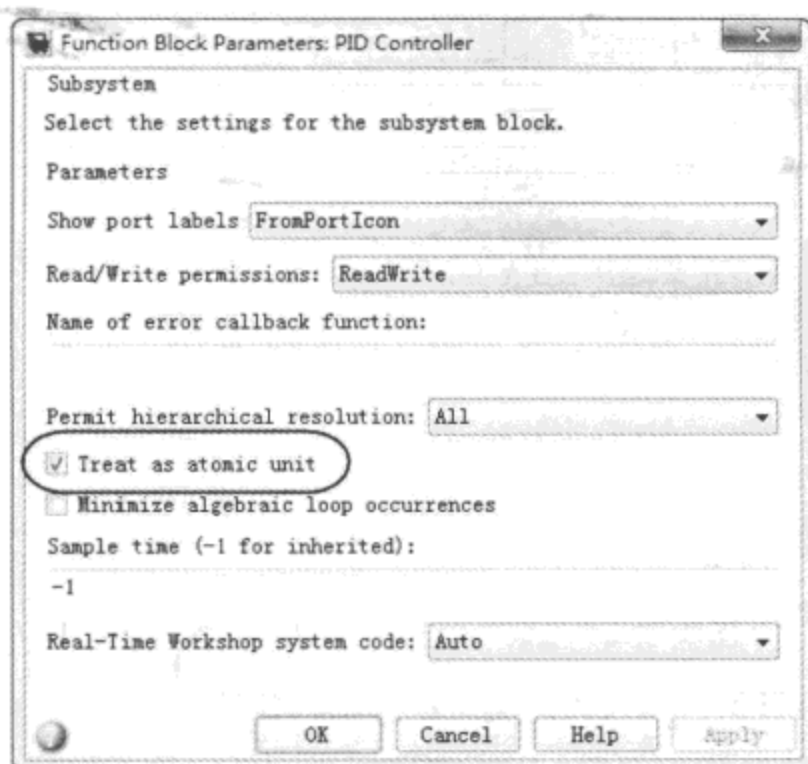 Function Block Parameters: PID Controller
Subsystem
Select the settings for the subsystem block.
Parameters
Show port labels FromPortIcon
Read/Write permissions: ReadWrite
Name of error callback function:
Permit hierarchical resolution: All
Treat as atomic unit
Minimize algebraic loop occurrences
Sample time (-1 for inherited):
-1
Real-Time Workshop system code: Auto
OK Cancel Help Apply